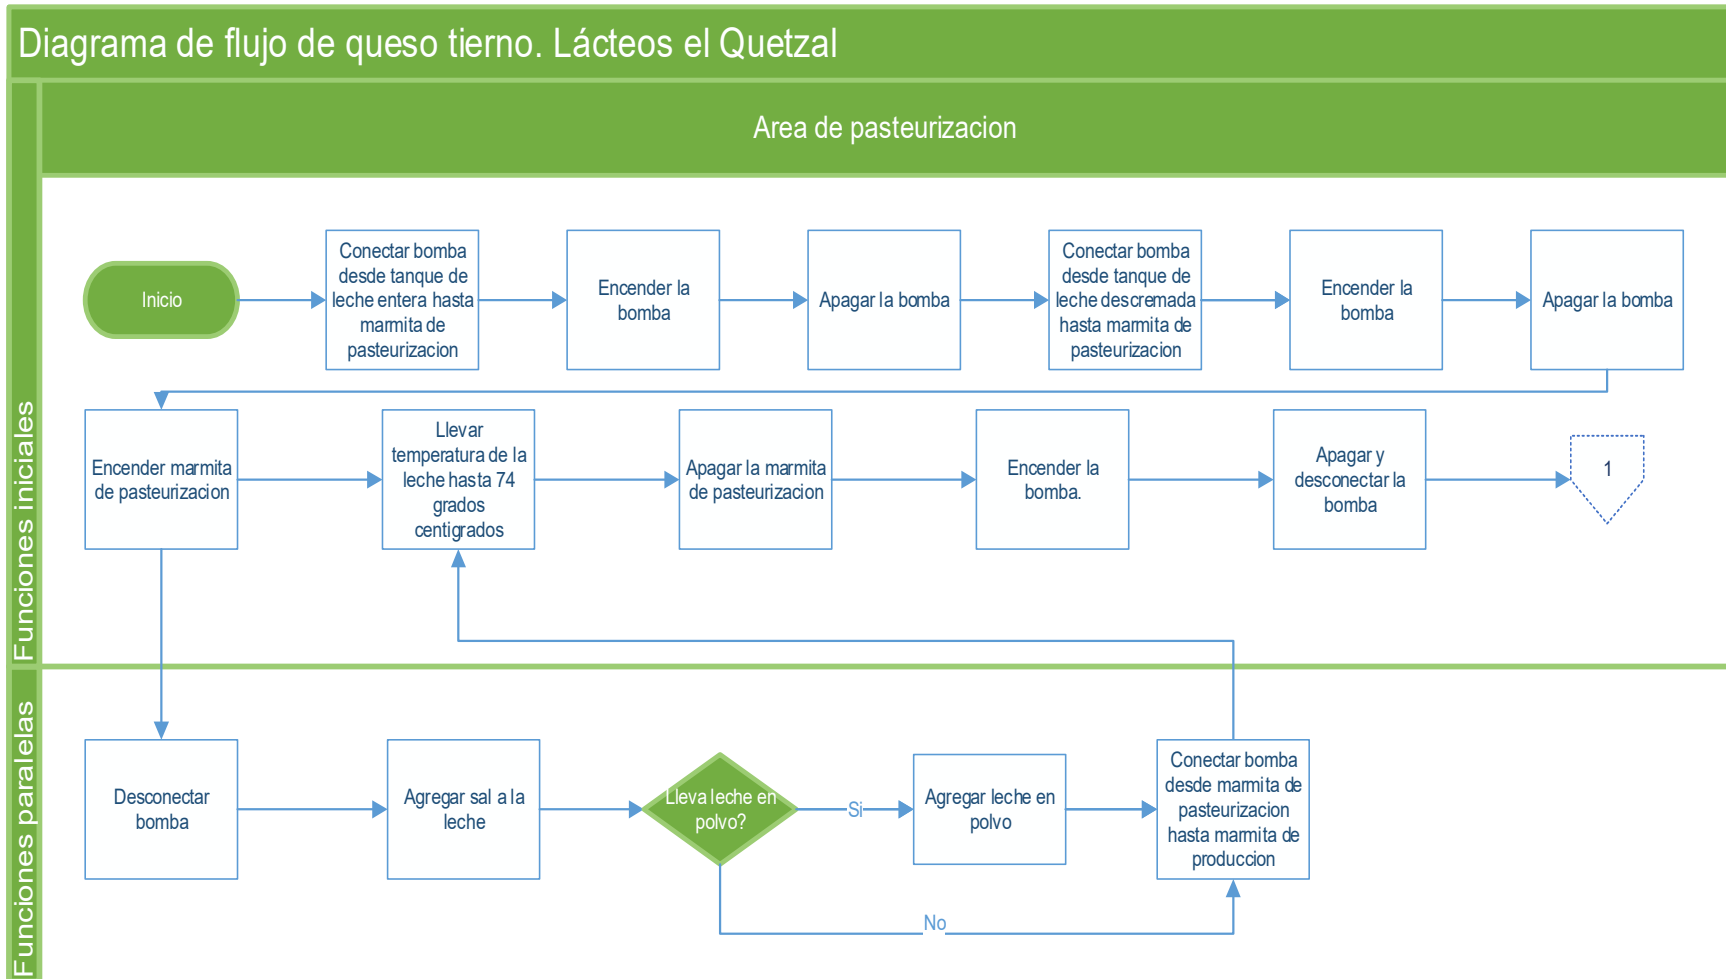 Diagrama de flujo de queso tierno. Lácteos el Quetzal
Area de pasteurizacion
Funciones iniciales
Inicio
Conectar bomba
desde tanque de
leche entera hasta
marmita de
pasteurizacion
Encender la
bomba
Apagar la bomba
Conectar bomba
desde tanque de
leche descremada
hasta marmita de
pasteurizacion
Encender la
bomba
Apagar la bomba
Encender marmita
de pasteurizacion
Llevar
temperatura de la
leche hasta 74
grados
centigrados
Apagar la marmita
de pasteurizacion
Encender la
bomba.
Apagar y
desconectar la
bomba
1
Funciones paralelas
Desconectar
bomba
Agregar sal a la
leche
Lleva leche en
polvo?
Si
Agregar leche en
polvo
Conectar bomba
desde marmita de
pasteurizacion
hasta marmita de
produccion
No